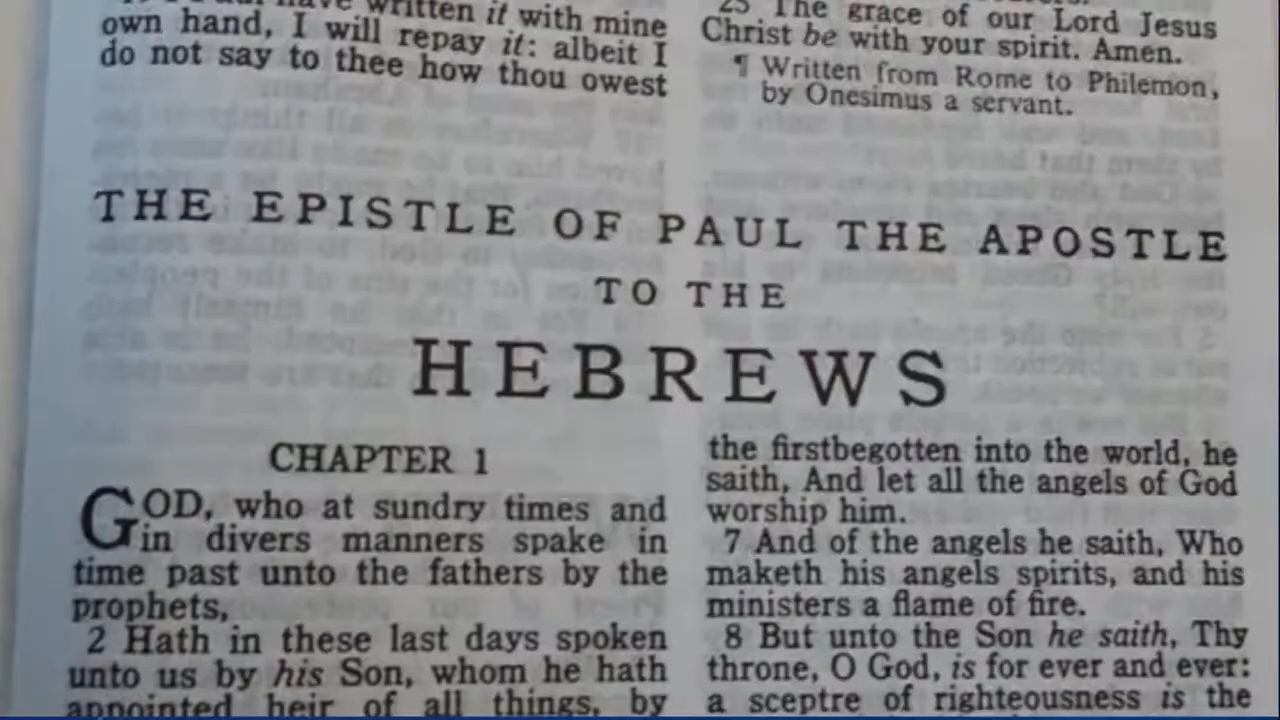 written it with mine
own hand, I will repay it: albeit I
do not say to thee how thou owest
25 The grace of our Lord Jesus
Christ be with your spirit. Amen.
¶ Written from Rome to Philemon,
by Onesimus a servant.
THE EPISTLE OF PAUL THE APOSTLE
TO THE
HEBREWS
CHAPTER 1
GOD, who at sundry times and
in divers manners spake in
time past unto the fathers by the
prophets,
2 Hath in these last days spoken
unto us by his Son, whom he hath
appointed heir of all things, by
the firstbegotten into the world, he
saith, And let all the angels of God
worship him.
7 And of the angels he saith, Who
maketh his angels spirits, and his
ministers a flame of fire.
8 But unto the Son he saith, Thy
throne, O God, is for ever and ever:
a sceptre of righteousness is the